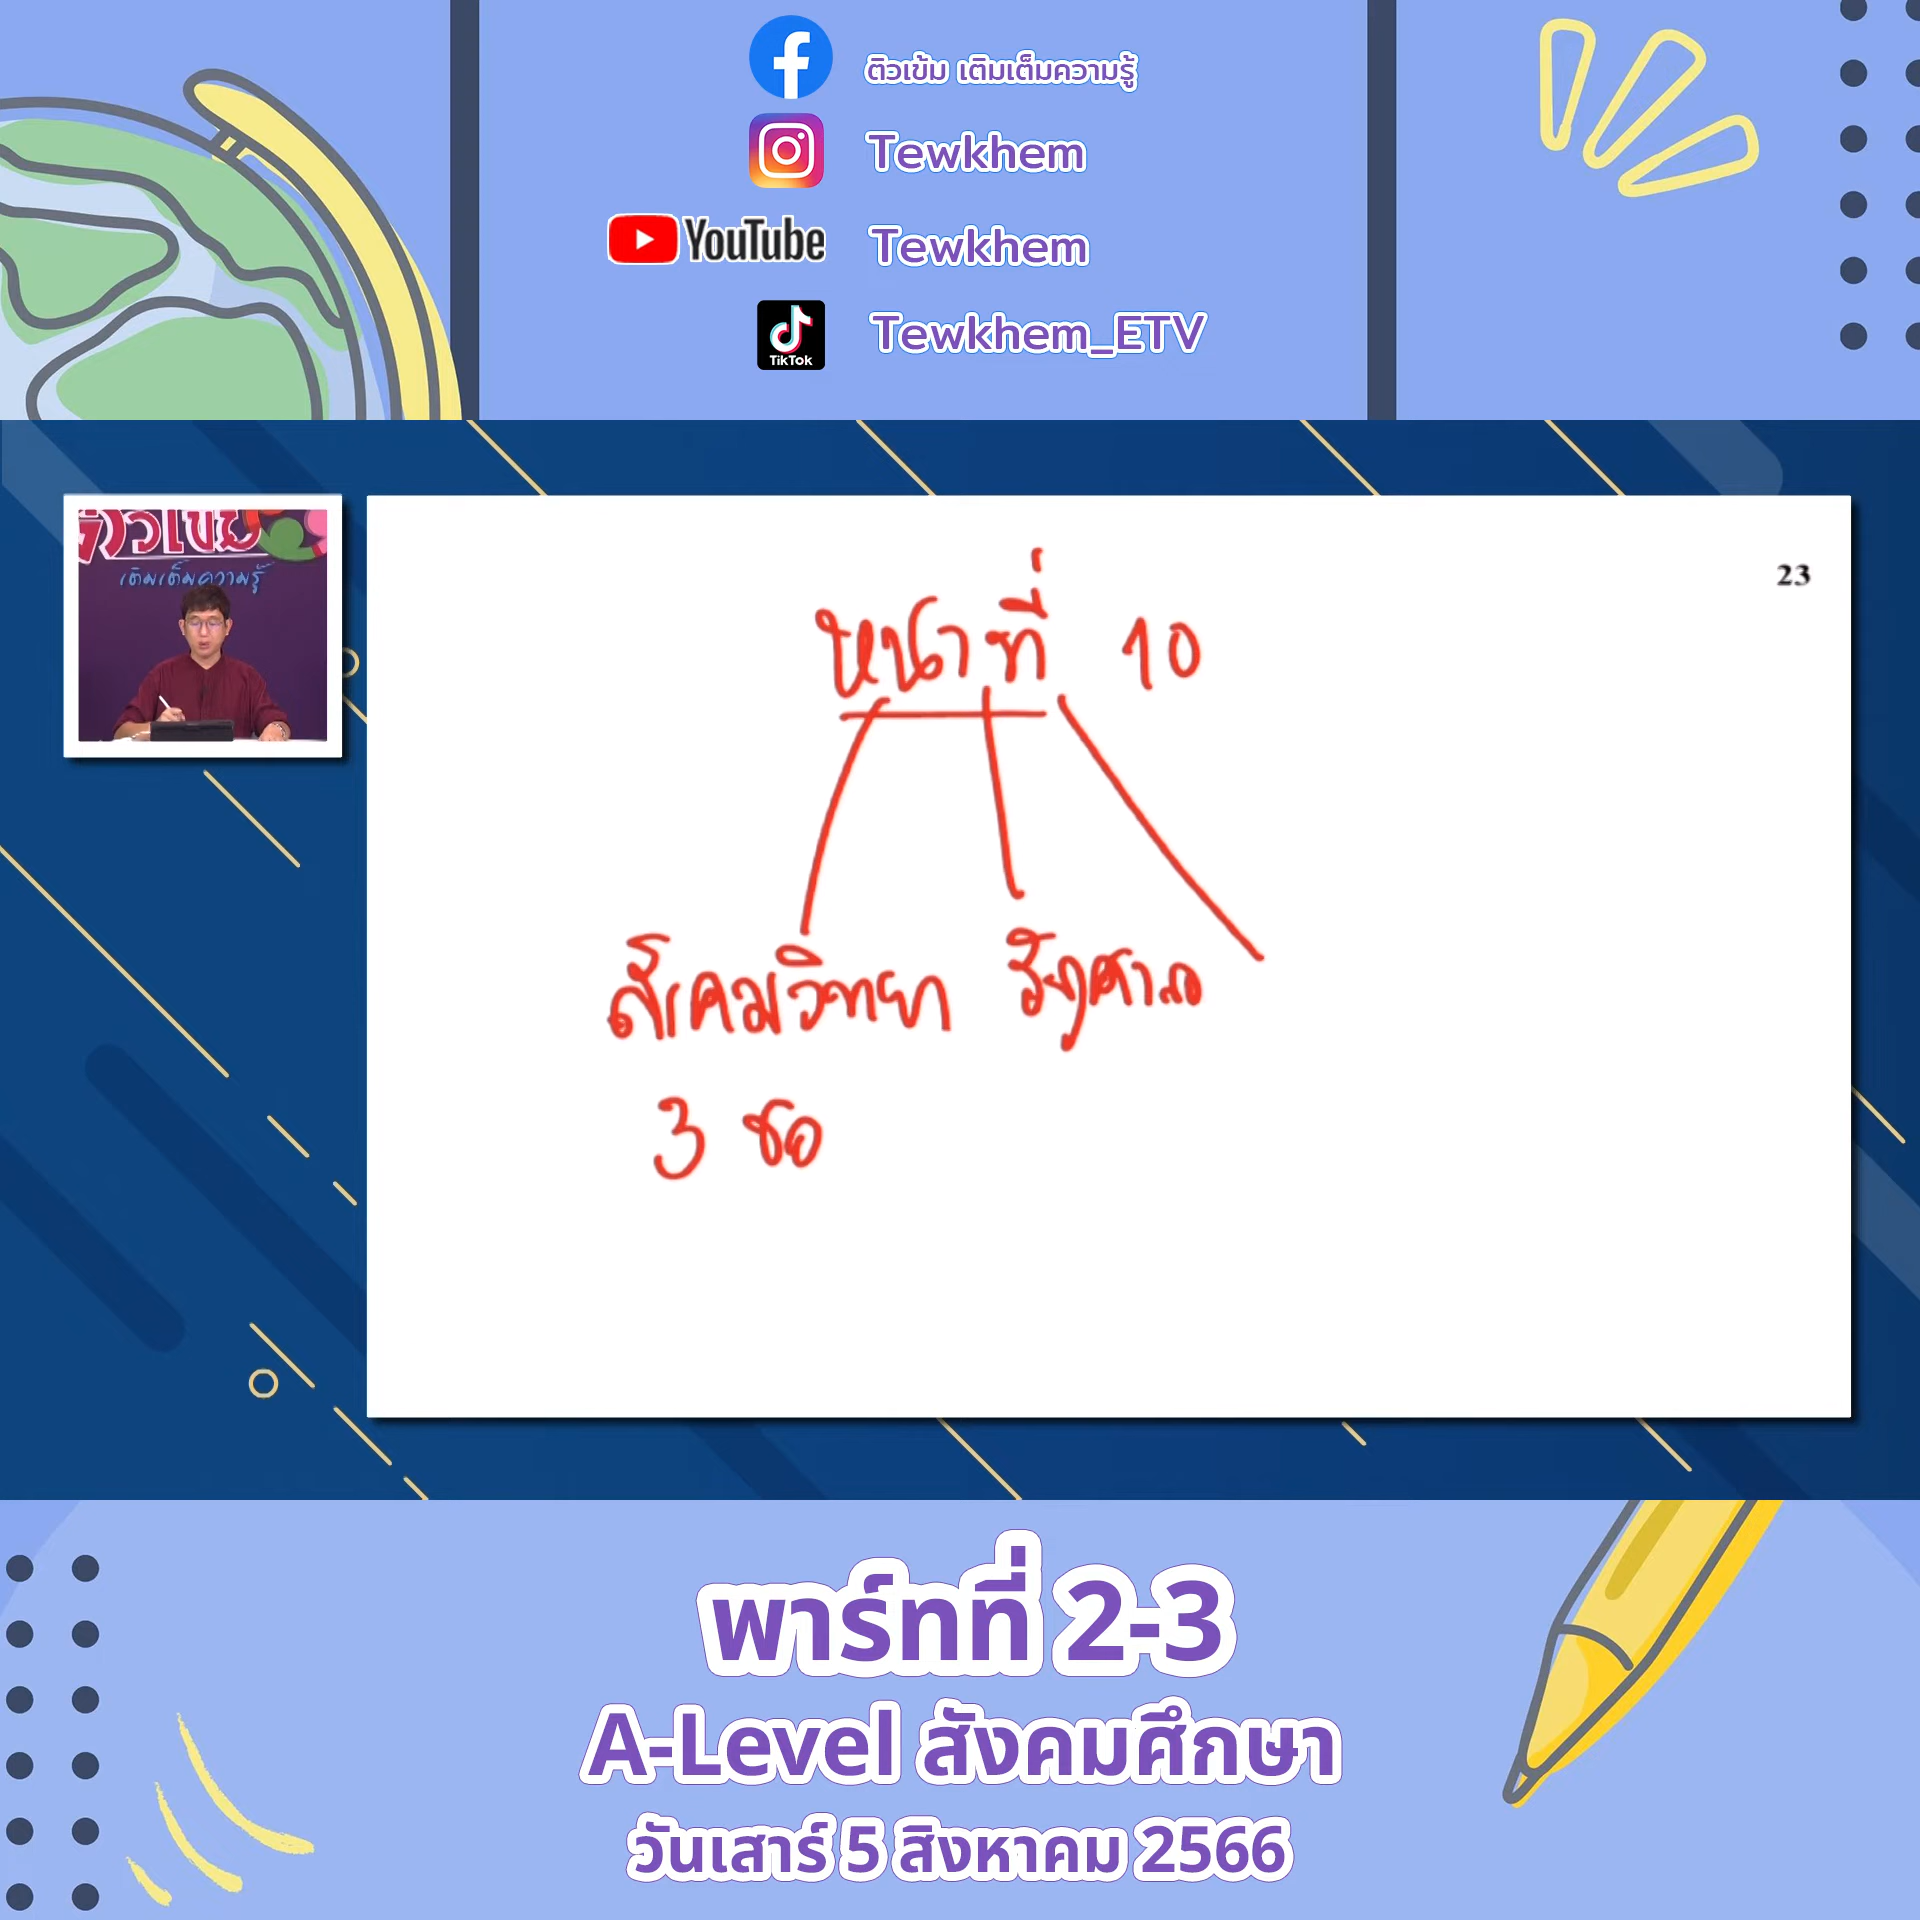 ติวเข้ม เติมเต็มความรู้
Tewkhem
YouTube Tewkhem
TikTok Tewkhem_ETV
ติวเข้ม
เติมเต็มความรู้
23
หน้าที่ 10
สังคมวิทยา รัฐศาส
3 ข้อ
พาร์ทที่ 2-3
A-Level สังคมศึกษา
วันเสาร์ 5 สิงหาคม 2566